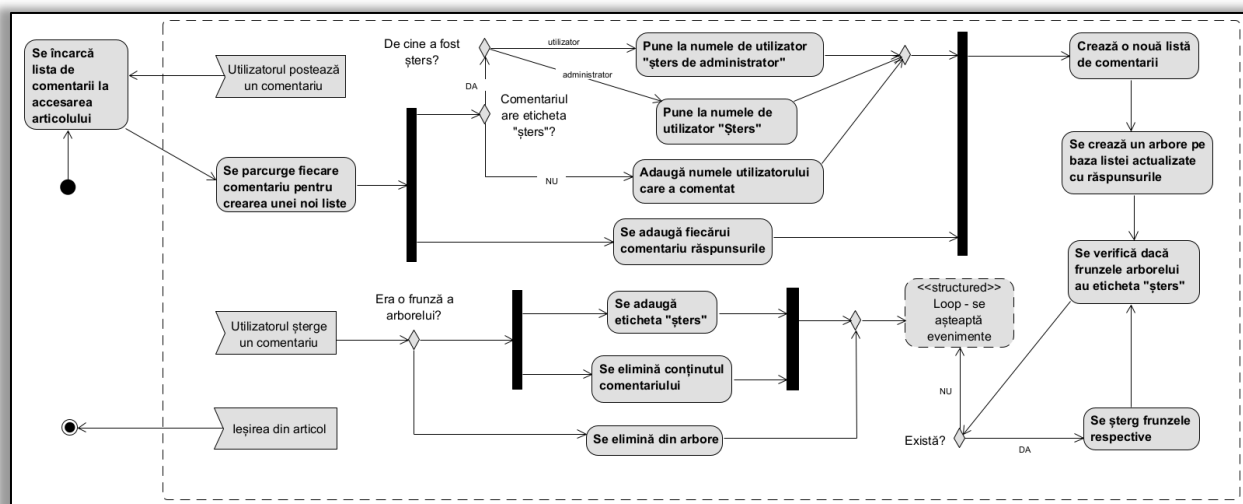 Se încarcă
lista de
comentarii la
accesarea
articolului
Utilizatorul postează
un comentariu
Se parcurge fiecare
comentariu pentru
crearea unei noi liste
De cine a fost
șters?
utilizator
administrator
DA
Comentariul
are eticheta
"șters"?
NU
Pune la numele de utilizator
"șters de administrator"
Pune la numele de
utilizator "Șters"
Adaugă numele utilizatorului
care a comentat
Se adaugă fiecărui
comentariu răspunsurile
Crează o nouă listă
de comentarii
Se crează un arbore pe
baza listei actualizate
cu răspunsurile
Se verifică dacă
frunzele arborelui
au eticheta "șters"
Utilizatorul șterge
un comentariu
Era o frunză a
arborelui?
Se adaugă
eticheta "șters"
Se elimină conținutul
comentariului
Se elimină din arbore
<<structured>>
Loop - se
așteaptă
evenimente
NU
Există?
DA
Se șterg frunzele
respective
Ieșirea din articol